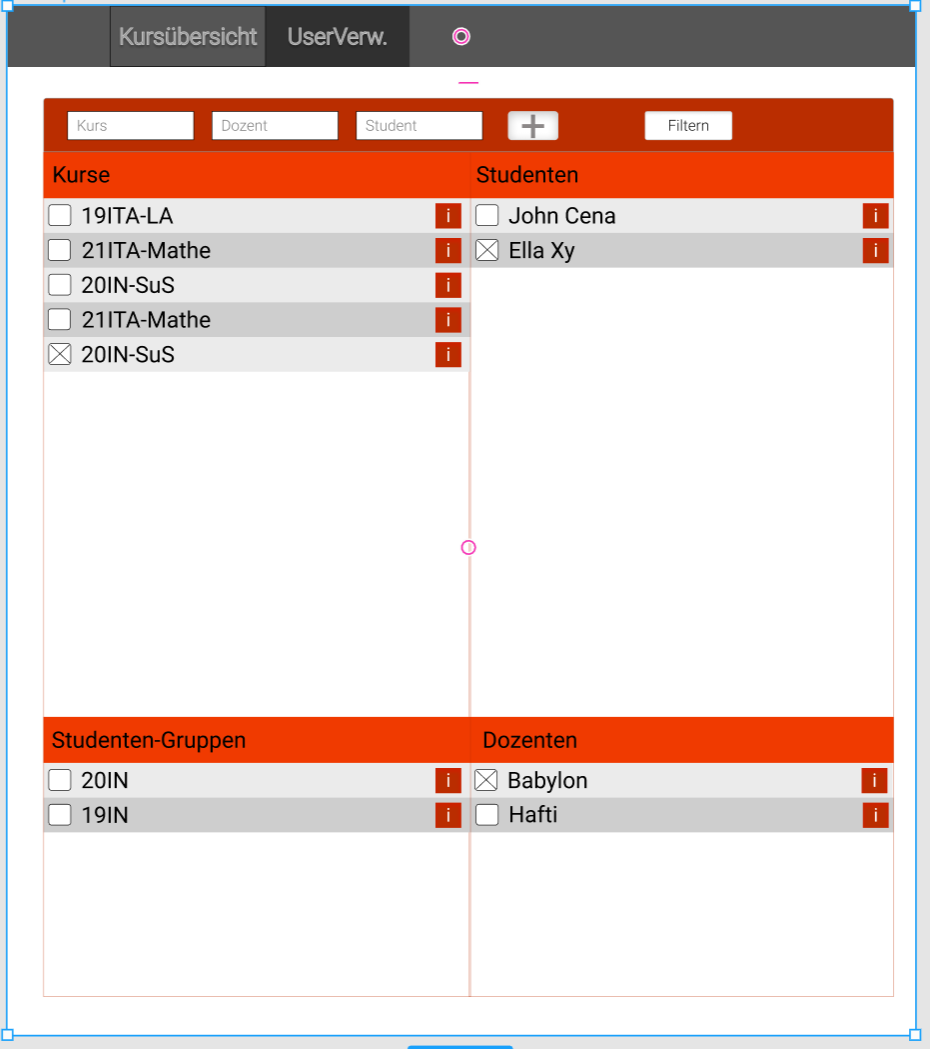 Kursübersicht UserVerw.
Kurs Dozent Student + Filtern
Kurse Studenten
19ITA-LA i John Cena i
21ITA-Mathe i Ella Xy i
20IN-SuS i
21ITA-Mathe i
20IN-SuS i
Studenten-Gruppen Dozenten
20IN i Babylon i
19IN i Hafti i